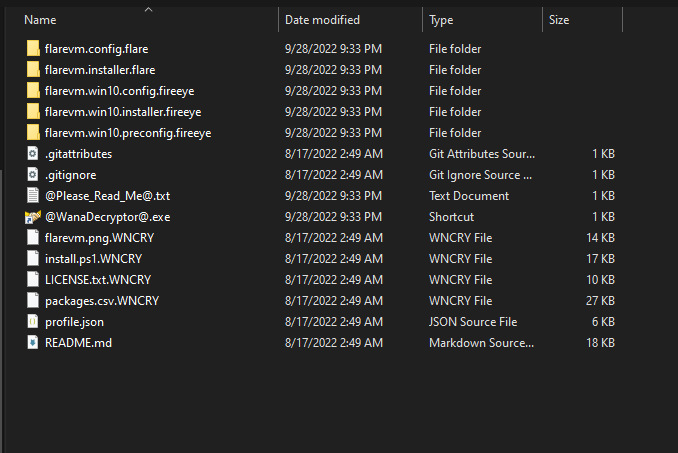 Name Date modified Type Size
flarevm.config.flare 9/28/2022 9:33 PM File folder
flarevm.installer.flare 9/28/2022 9:33 PM File folder
flarevm.win10.config.fireeye 9/28/2022 9:33 PM File folder
flarevm.win10.installer.fireeye 9/28/2022 9:33 PM File folder
flarevm.win10.preconfig.fireeye 9/28/2022 9:33 PM File folder
.gitattributes 8/17/2022 2:49 AM Git Attributes Sour... 1 KB
.gitignore 8/17/2022 2:49 AM Git Ignore Source ... 1 KB
@Please_Read_Me@.txt 9/28/2022 9:33 PM Text Document 1 KB
@WanaDecryptor@.exe 9/28/2022 9:33 PM Shortcut 1 KB
flarevm.png.WNCRY 8/17/2022 2:49 AM WNCRY File 14 KB
install.ps1.WNCRY 8/17/2022 2:49 AM WNCRY File 17 KB
LICENSE.txt.WNCRY 8/17/2022 2:49 AM WNCRY File 10 KB
packages.csv.WNCRY 8/17/2022 2:49 AM WNCRY File 27 KB
profile.json 8/17/2022 2:49 AM JSON Source File 6 KB
README.md 8/17/2022 2:49 AM Markdown Source... 18 KB